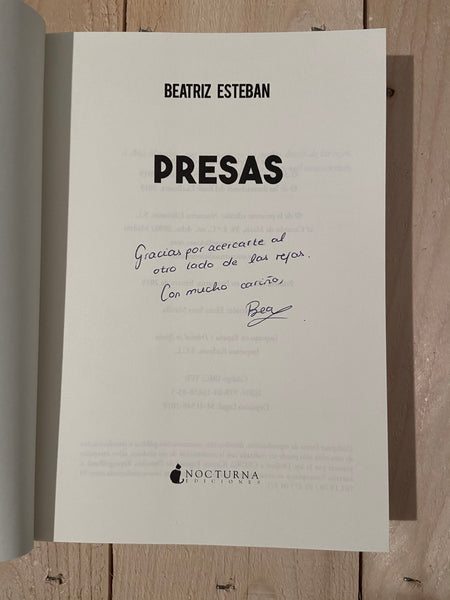 BEATRIZ ESTEBAN
PRESAS
Gracias por acercarte al
otro lado de las rejas.
Con mucho cariño,
Bea
NOCTURNA
EDICIONES